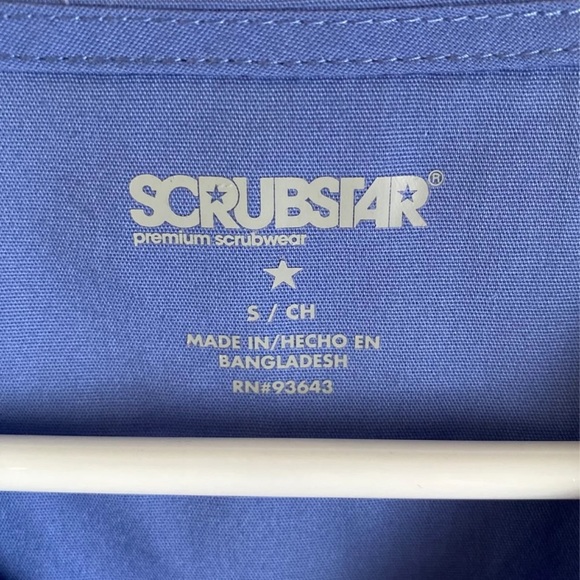 SCRUBSTAR®
premium scrubwear
S / CH
MADE IN/HECHO EN
BANGLADESH
RN#93643